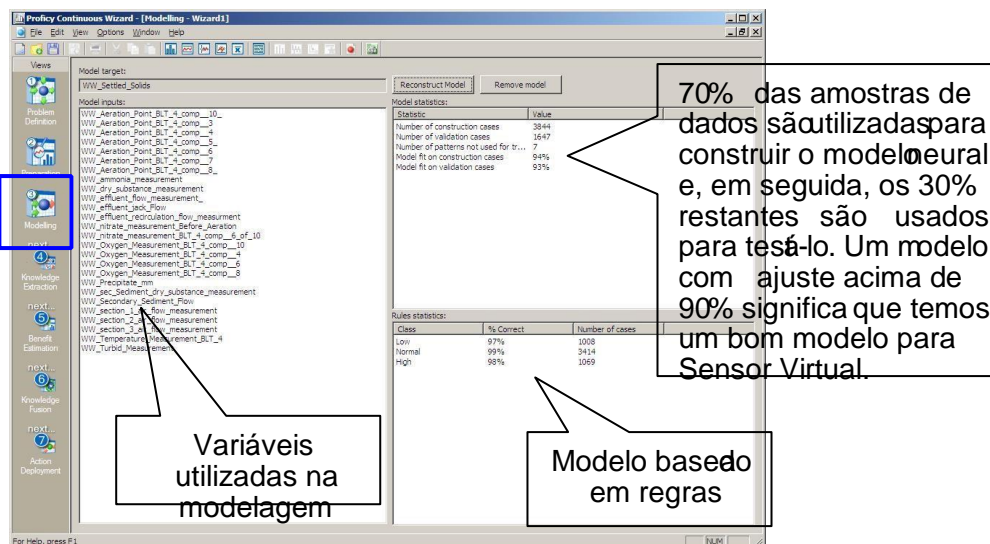 Proficy Continuous Wizard - [Modelling - Wizard1]
File Edit View Options Window Help
Views
Problem
Definition
Preparation
Modelling
next...
Knowledge
Extraction
next...
Benefit
Estimation
next...
Knowledge
Fusion
next...
Action
Deployment
Model target:
WW_Settled_Solids
Reconstruct Model
Remove model
Model inputs:
WW_Aeration_Point_BLT_4_comp__10_
WW_Aeration_Point_BLT_4_comp__3
WW_Aeration_Point_BLT_4_comp__4
WW_Aeration_Point_BLT_4_comp__5_
WW_Aeration_Point_BLT_4_comp__6
WW_Aeration_Point_BLT_4_comp__7
WW_Aeration_Point_BLT_4_comp__8_
WW_ammonia_measurement
WW_dry_substance_measurement
WW_effluent_flow_measurement_
WW_effluent_jack_Flow
WW_effluent_recirculation_flow_measurment
WW_nitrate_measurement_Before_Aeration
WW_nitrate_measurement_BLT_4_comp__6_of_10
WW_Oxygen_Measurement_BLT_4_comp__10
WW_Oxygen_Measurement_BLT_4_comp__4
WW_Oxygen_Measurement_BLT_4_comp__6
WW_Oxygen_Measurement_BLT_4_comp__8
WW_Precipitate_mm
WW_sec_Sediment_dry_substance_measurement
WW_Secondary_Sediment_Flow
WW_section_1_air_flow_measurement
WW_section_2_air_flow_measurement
WW_section_3_air_flow_measurement
WW_Temperature_Measurement_BLT_4
WW_Turbid_Measurement
Model statistics:
Statistic Value
Number of construction cases 3844
Number of validation cases 1647
Number of patterns not used for tr... 7
Model fit on construction cases 94%
Model fit on validation cases 93%
Rules statistics:
Class % Correct Number of cases
Low 97% 1008
Normal 99% 3414
High 98% 1069
70% das amostras de
dados são utilizadas para
construir o modelo neural
e, em seguida, os 30%
restantes são usados
para testá-lo. Um modelo
com ajuste acima de
90% significa que temos
um bom modelo para
Sensor Virtual.
Variáveis
utilizadas na
modelagem
Modelo baseado
em regras
For Help, press F1
NUM